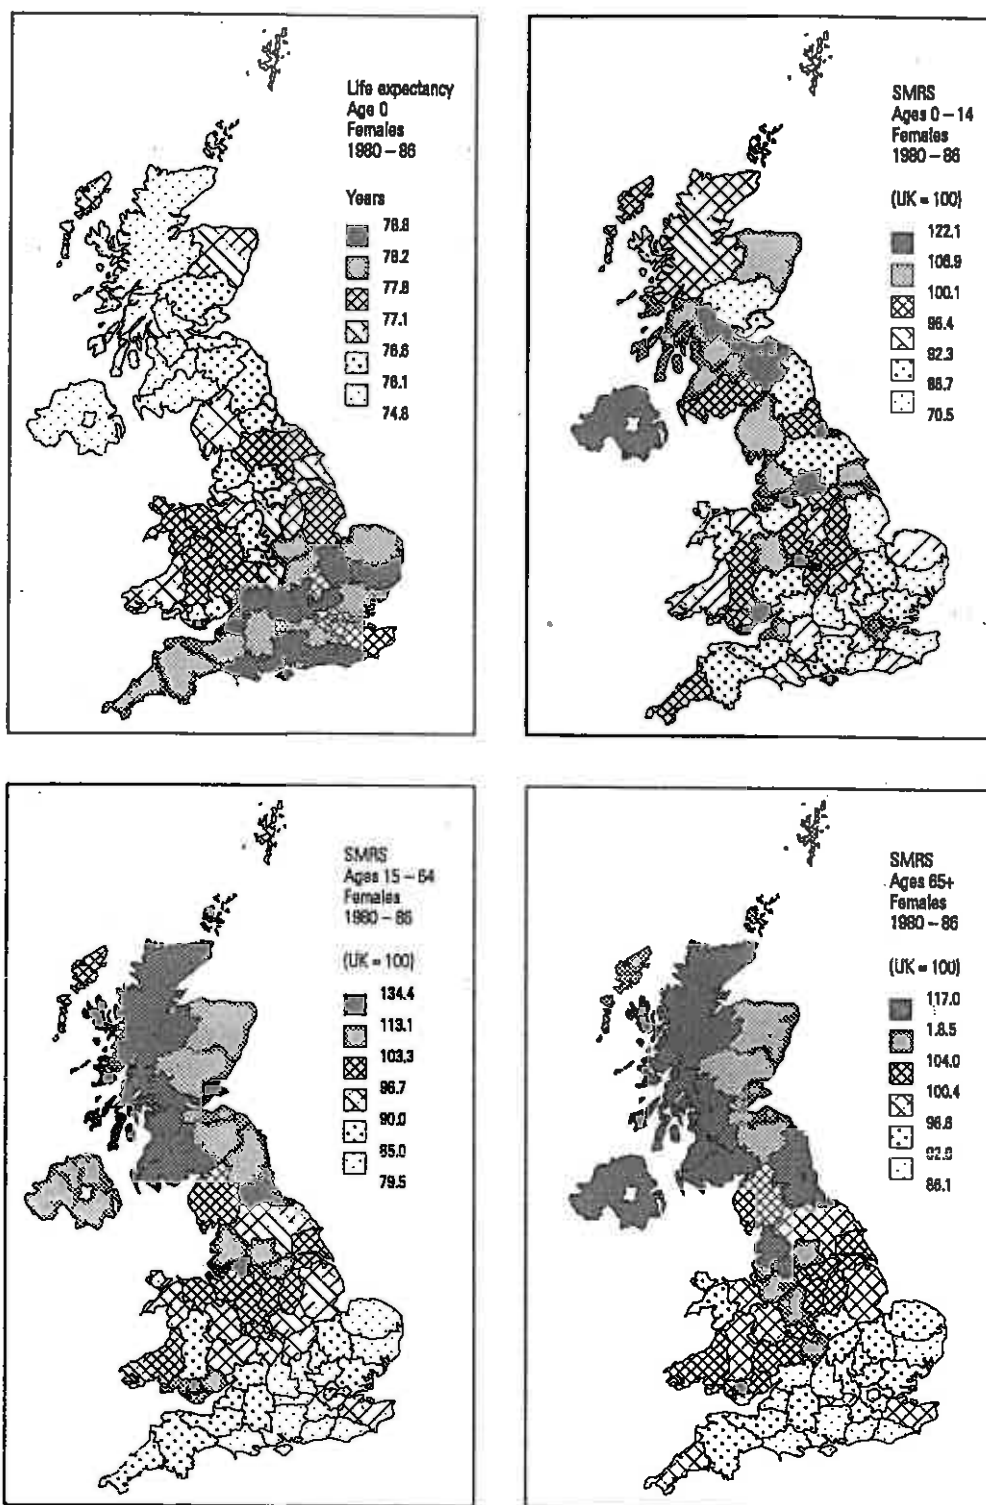 Life expectancy
Age 0
Females
1980 – 86
Years
78.8
78.2
77.8
77.1
76.6
76.1
74.8
SMRS
Ages 0 – 14
Females
1980 – 86
(UK = 100)
122.1
106.9
100.1
96.4
92.3
88.7
70.5
SMRS
Ages 15 – 64
Females
1980 – 86
(UK = 100)
134.4
113.1
103.3
96.7
90.0
85.0
79.5
SMRS
Ages 65+
Females
1980 – 86
(UK = 100)
117.0
1.8.5
104.0
100.4
96.8
92.9
86.1